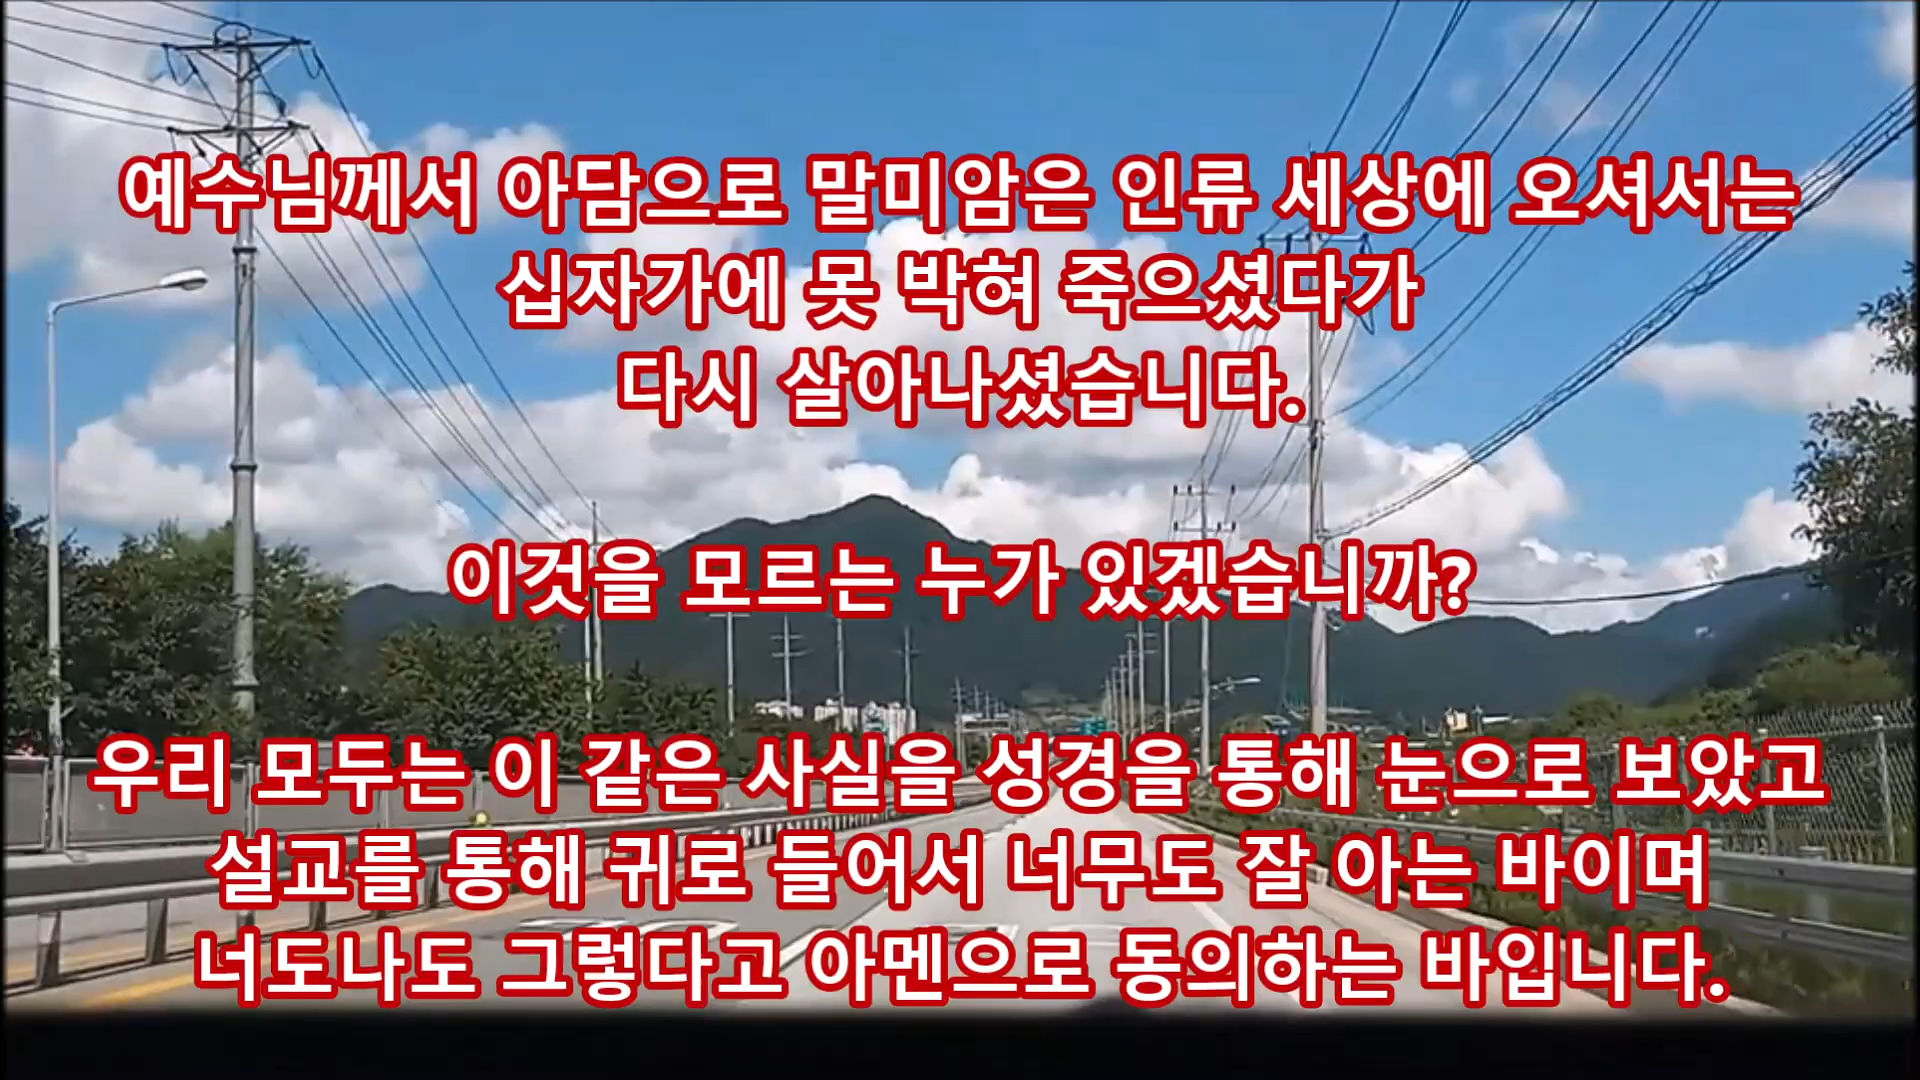 예수님께서 아담으로 말미암은 인류 세상에 오셔서는
십자가에 못 박혀 죽으셨다가
다시 살아나셨습니다.
이것을 모르는 누가 있겠습니까?
우리 모두는 이 같은 사실을 성경을 통해 눈으로 보았고
설교를 통해 귀로 들어서 너무도 잘 아는 바이며
너도나도 그렇다고 아멘으로 동의하는 바입니다.